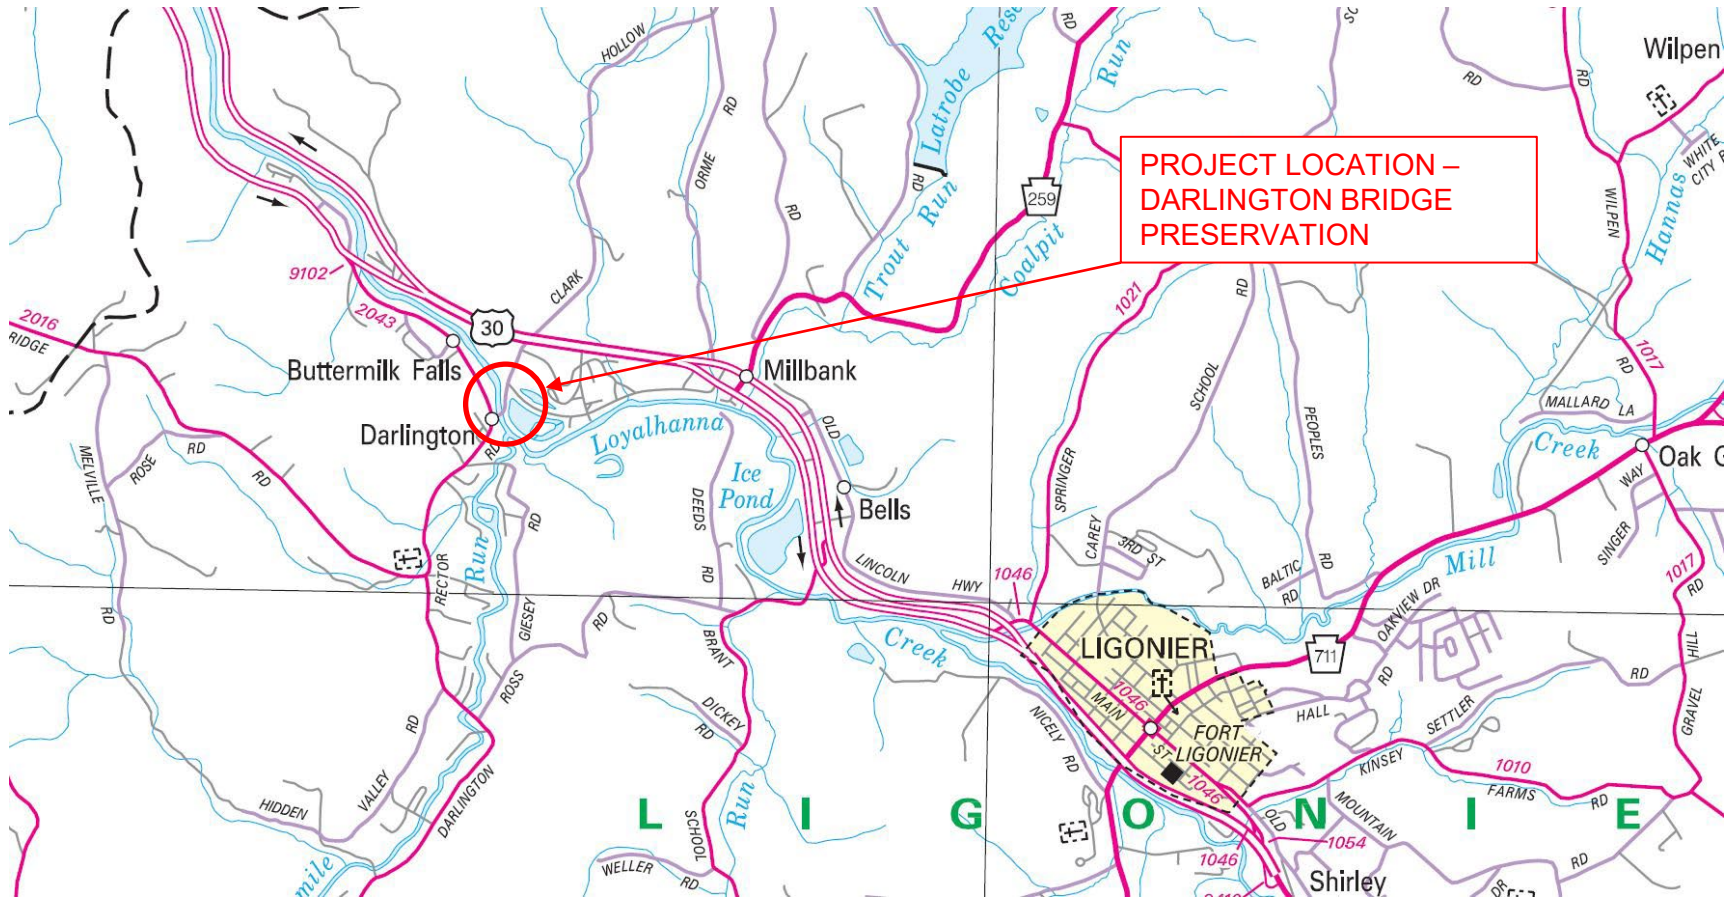 HOLLOW
RD
Latrobe
Rese
RD
Run
SC
RD
RD
Wilpen
ORME
RD
RD
RD
Trout Run
259
Coalpit
PROJECT LOCATION –
DARLINGTON BRIDGE
PRESERVATION
WILPEN
Hannas
WHITE
CITY R
9102
CLARK
2043
30
2016
RIDGE
Buttermilk Falls
Millbank
1021
RD
SCHOOL
PEOPLES
1017
RD
MALLARD LA
Darlington
RD
Loyalhanna
OLD
MELVILLE
ROSE
RD
RD
Ice
Pond
DEEDS
Bells
SPRINGER
Creek
Oak G
WAY
SINGER
RD
Run
RECTOR
RD
GIESEY
RD
LINCOLN
HWY
1046
CAREY
3RD ST
BALTIC
RD
RD
Mill
OAKVIEW DR
1017
RD
RD
BRANT
Creek
LIGONIER
711
RD
HILL
RD
ROSS
RD
DICKEY
RD
NICELY
RD
1046
MAIN
ST
FORT
LIGONIER
HALL
SETTLER
GRAVEL
KINSEY
1010
FARMS
RD
HIDDEN
VALLEY
DARLINGTON
SCHOOL
Run
1046
OLD
MOUNTAIN
L I G O N I E
WELLER
RD
1046
1054
RD
mile
Shirley
DR